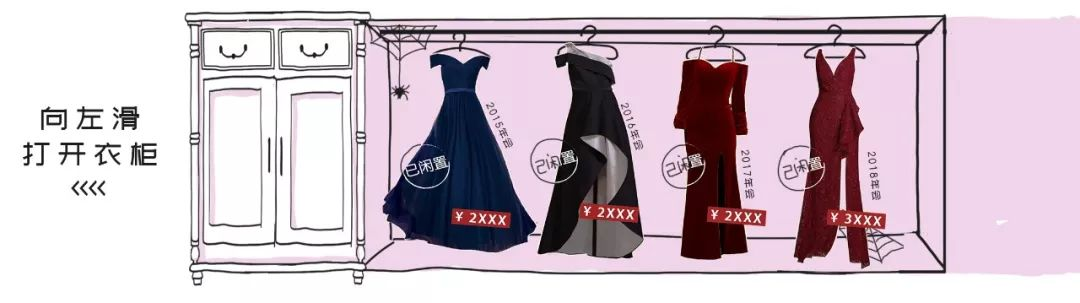 向左滑
打开衣柜
<<<<
2015年会
已闲置
¥ 2XXX
2016年会
已闲置
¥ 2XXX
2017年会
已闲置
¥ 2XXX
2018年会
已闲置
¥ 3XXX